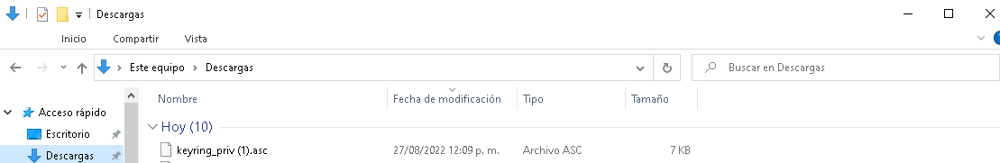 Descargas
Inicio Compartir Vista
Este equipo Descargas Buscar en Descargas
Nombre Fecha de modificación Tipo Tamaño
Acceso rápido
Hoy (10)
Escritorio
keyring_priv (1).asc 27/08/2022 12:09 p. m. Archivo ASC 7 KB
Descargas